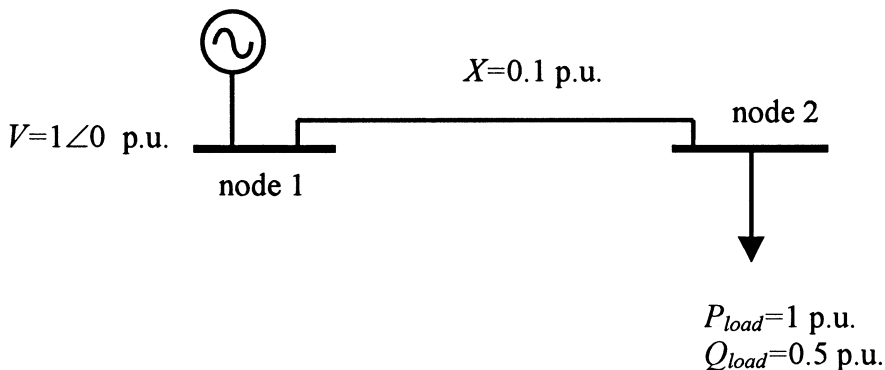 X=0.1 p.u.
node 2
V=1∠0 p.u.
node 1
P_load=1 p.u.
Q_load=0.5 p.u.